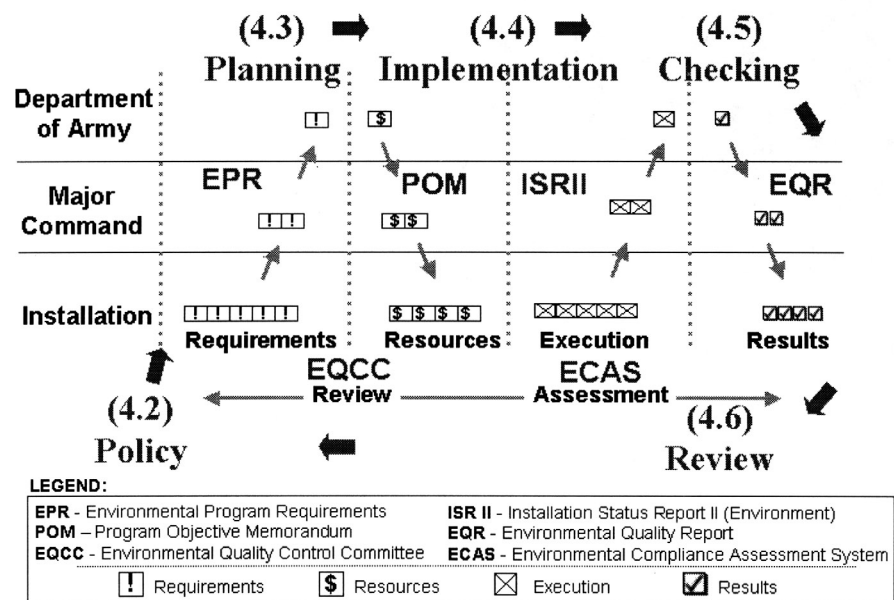 (4.3) (4.4) (4.5)
Planning Implementation Checking
Department
of Army
! $
EPR POM ISRII EQR
Major
Command
! ! $ $
Installation
! ! ! ! ! $ $ $ $
Requirements Resources Execution Results
EQCC ECAS
Review Assessment
(4.2) (4.6)
Policy Review
LEGEND:
EPR - Environmental Program Requirements
POM – Program Objective Memorandum
EQCC - Environmental Quality Control Committee
ISR II - Installation Status Report II (Environment)
EQR - Environmental Quality Report
ECAS - Environmental Compliance Assessment System
! Requirements $ Resources Execution Results